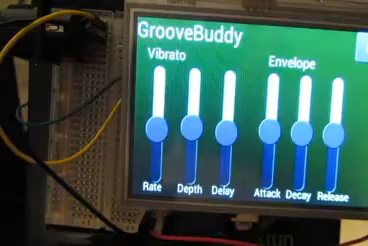 GrooveBuddy
Vibrato Envelope
Rate Depth Delay Attack Decay Release